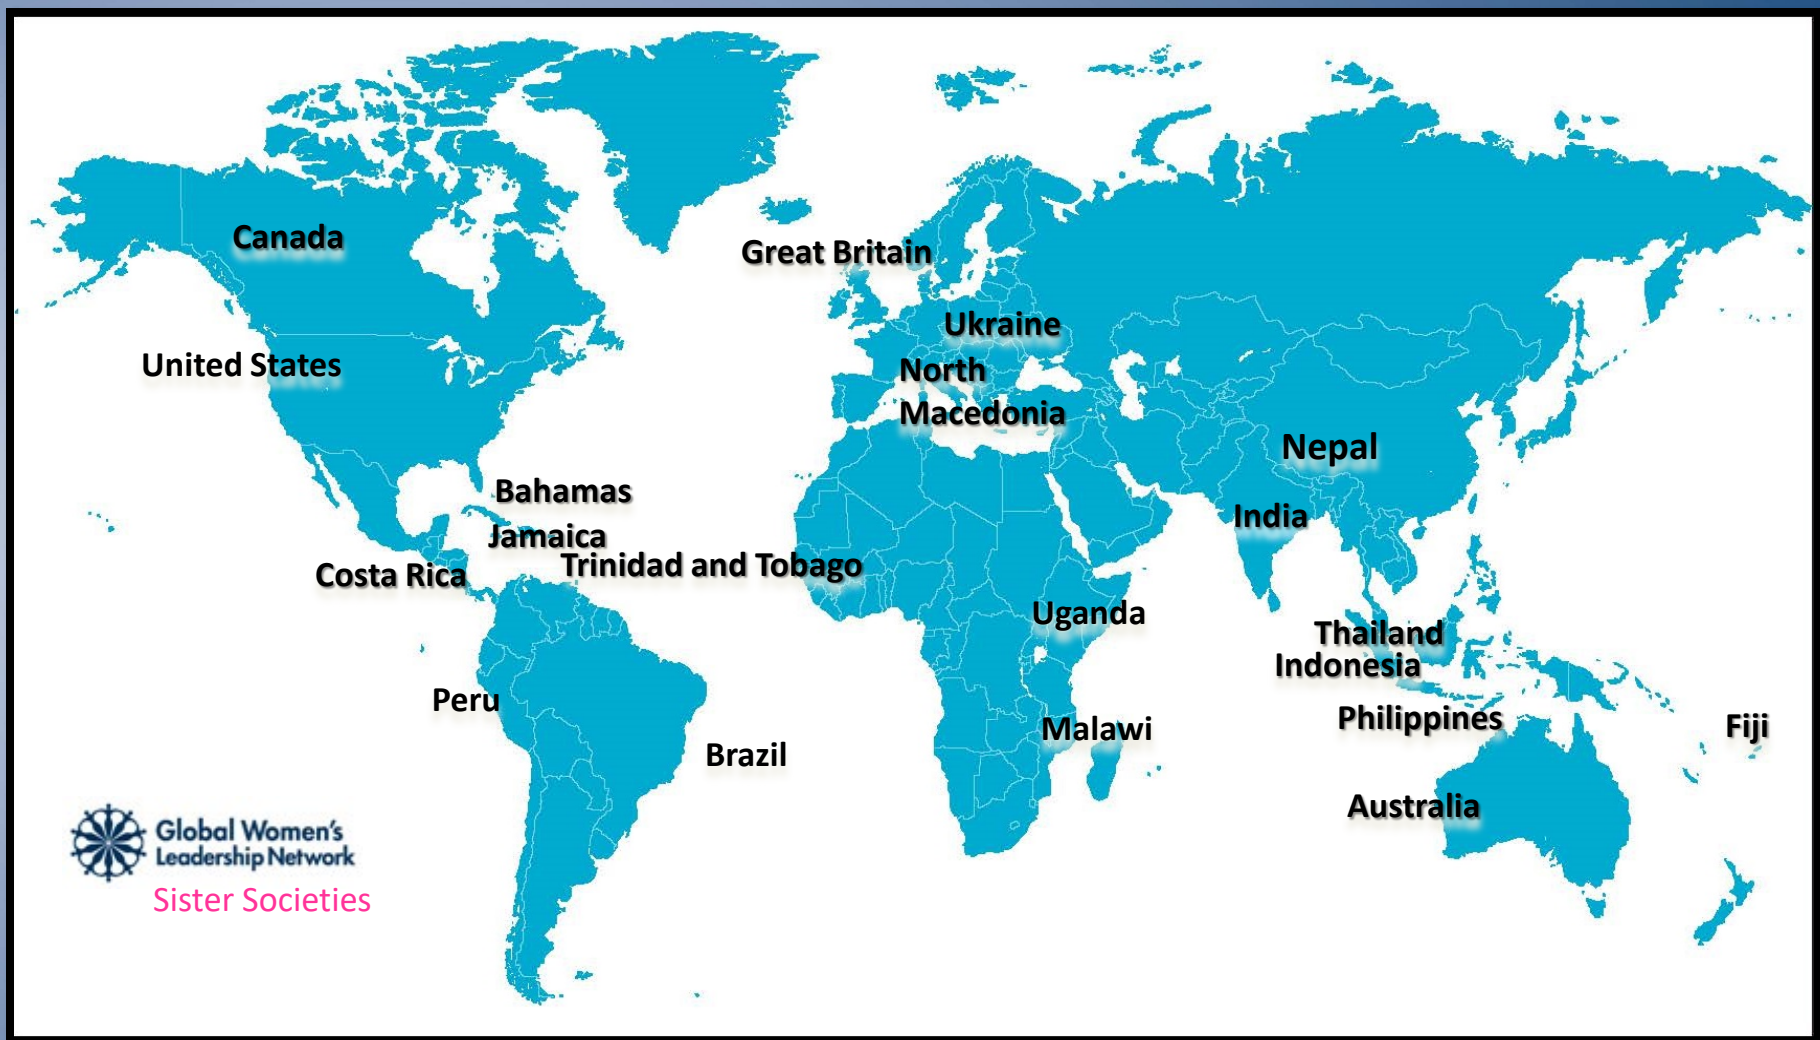 Canada
Great Britain
Ukraine
United States
North
Macedonia
Nepal
Bahamas
India
Jamaica
Trinidad and Tobago
Costa Rica
Uganda
Thailand
Indonesia
Peru
Philippines
Fiji
Malawi
Brazil
Australia
Global Women's
Leadership Network
Sister Societies